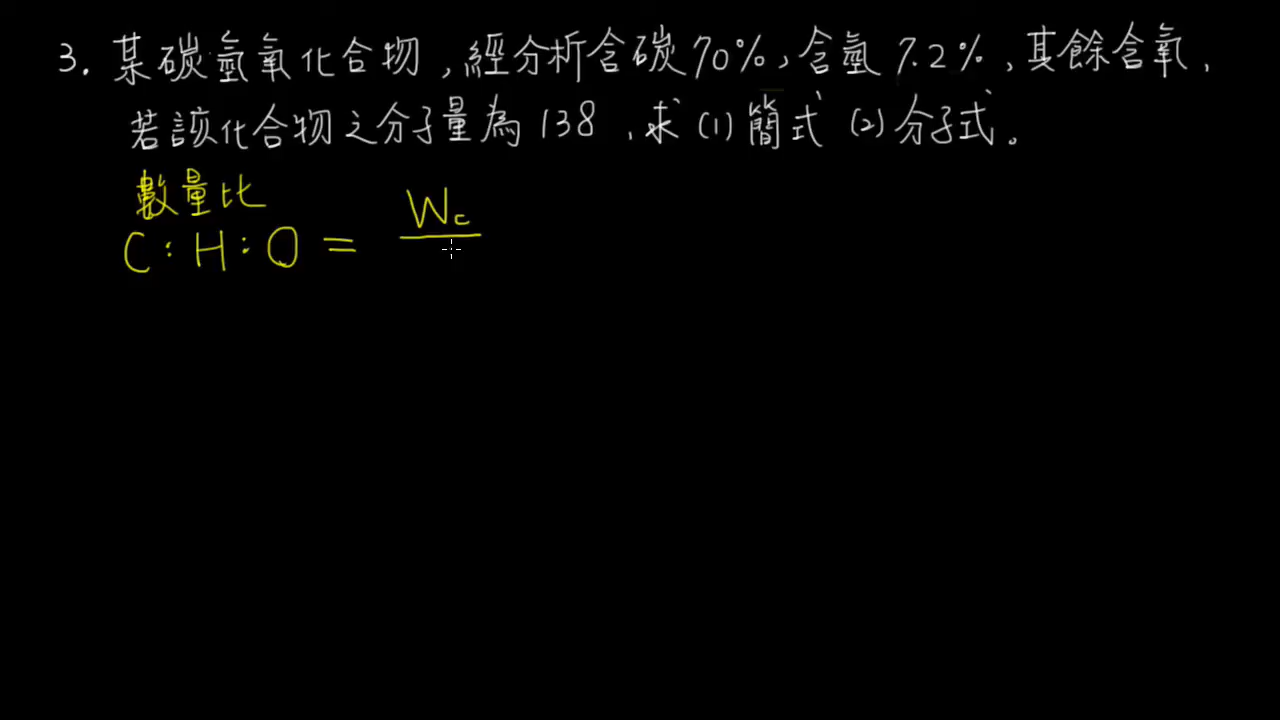 3. 某碳氫氧化合物,經分析含碳70%,含氫7.2%,其餘含氧,
若該化合物之分子量為138,求(1)簡式(2)分子式。
數量比
C:H:O = Wc